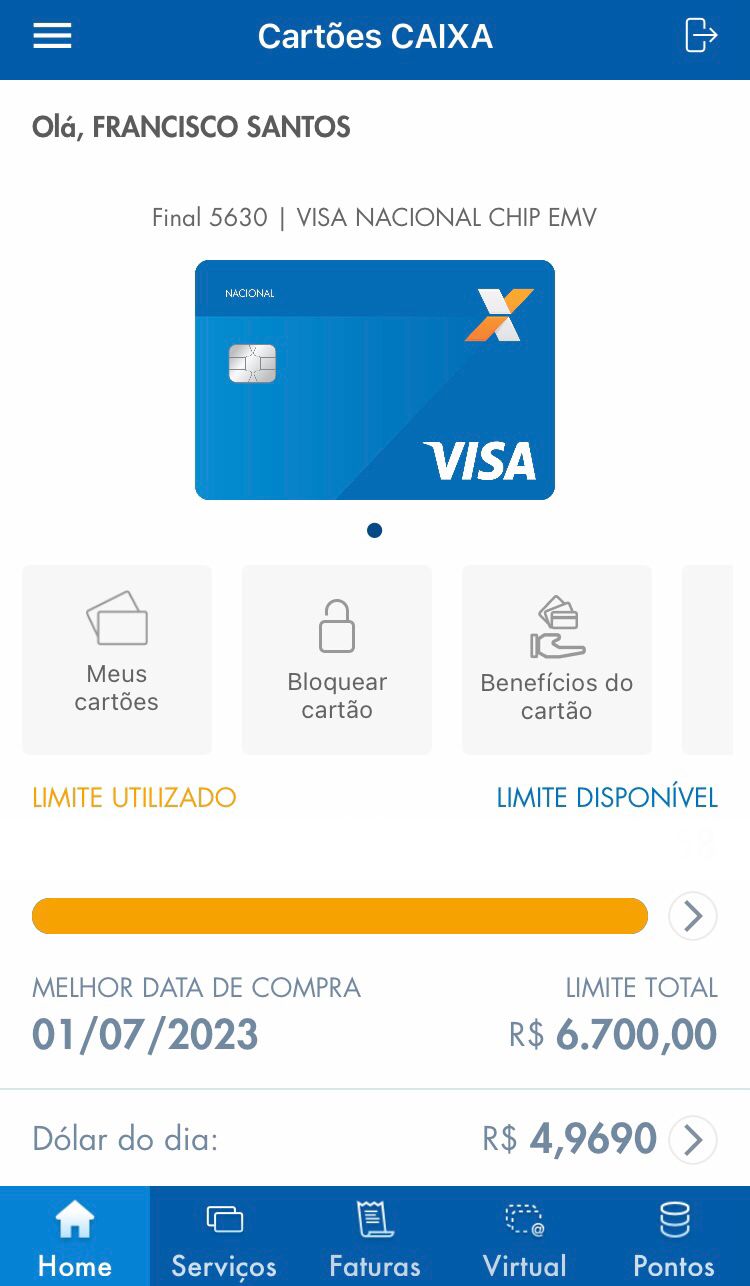 Cartões CAIXA
Olá, FRANCISCO SANTOS
Final 5630 | VISA NACIONAL CHIP EMV
NACIONAL
VISA
Meus
cartões
Bloquear
cartão
Benefícios do
cartão
LIMITE UTILIZADO
LIMITE DISPONÍVEL
MELHOR DATA DE COMPRA
LIMITE TOTAL
01/07/2023
R$ 6.700,00
Dólar do dia:
R$ 4,9690
@
Home
Serviços
Faturas
Virtual
Pontos